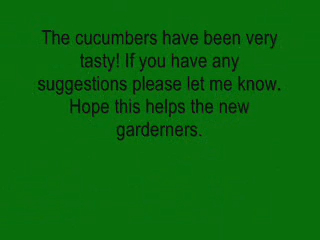 The cucumbers have been very
tasty! If you have any
suggestions please let me know.
Hope this helps the new
garderners.